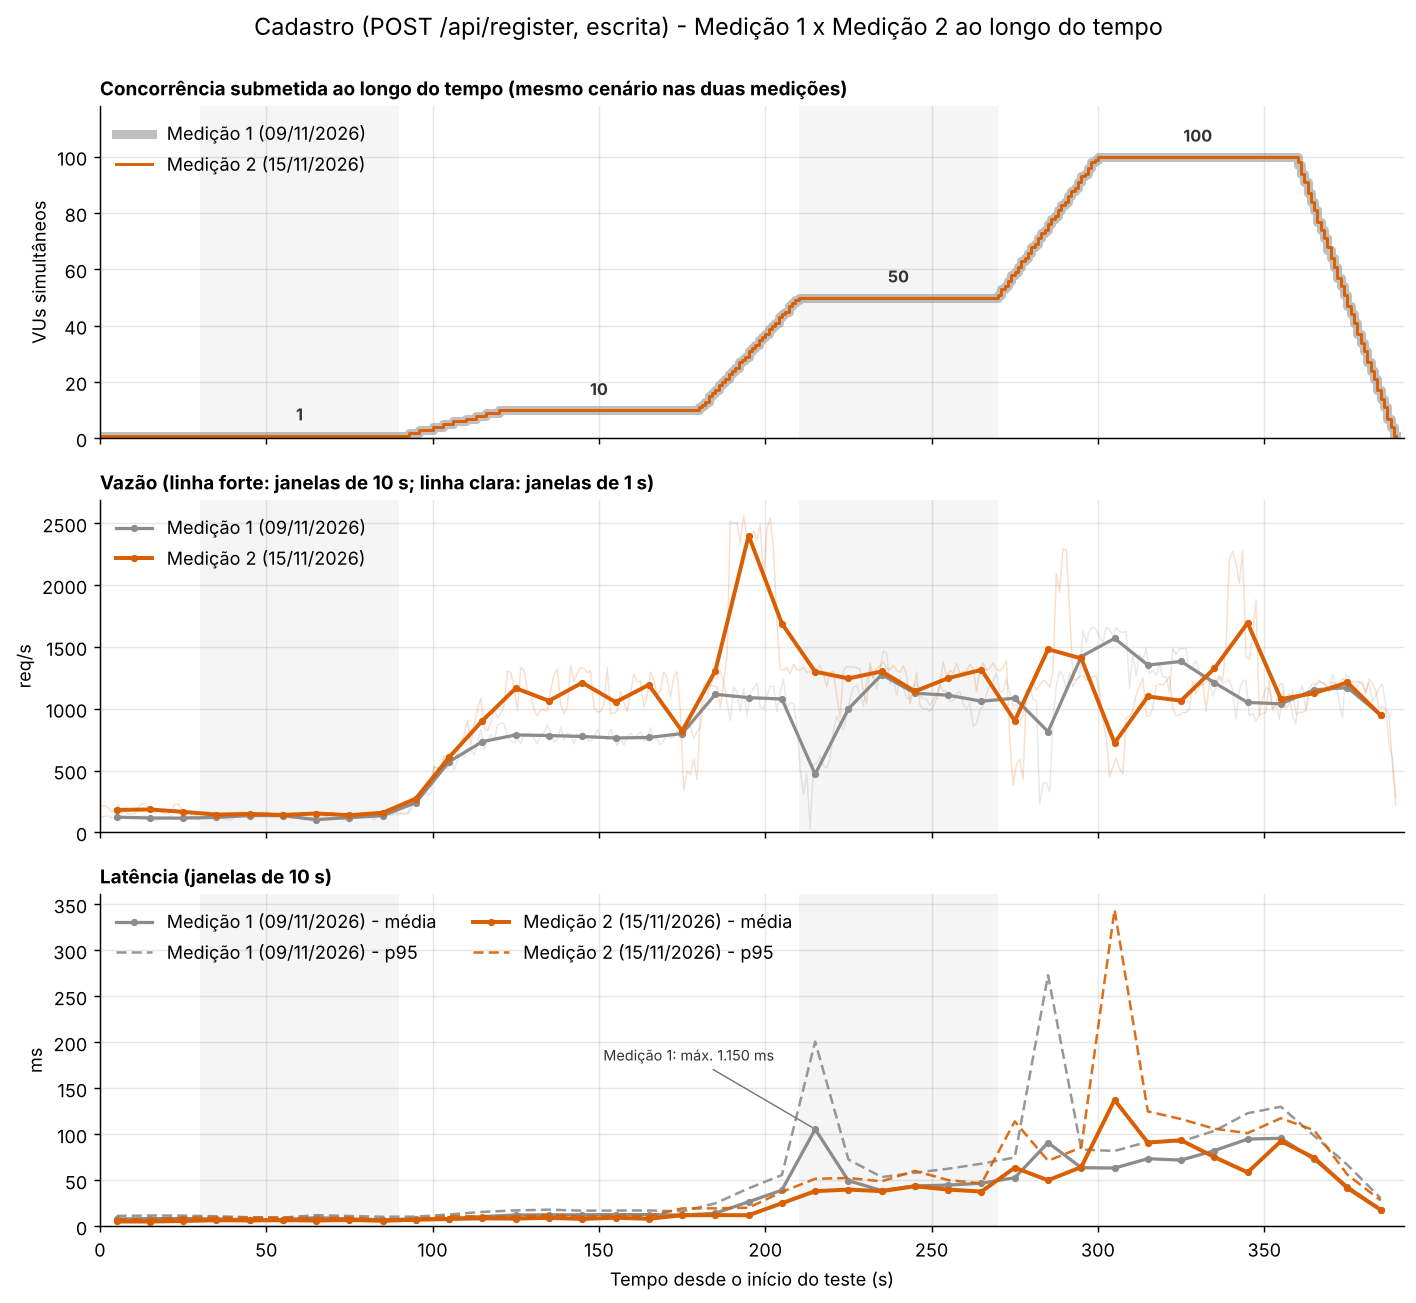 Cadastro (POST /api/register, escrita) - Medição 1 x Medição 2 ao longo do tempo
Concorrência submetida ao longo do tempo (mesmo cenário nas duas medições)
Medição 1 (09/11/2026)
Medição 2 (15/11/2026)
VUs simultâneos
100
80
60
40
20
0
1
10
50
100
Vazão (linha forte: janelas de 10 s; linha clara: janelas de 1 s)
Medição 1 (09/11/2026)
Medição 2 (15/11/2026)
req/s
2500
2000
1500
1000
500
0
Latência (janelas de 10 s)
Medição 1 (09/11/2026) - média
Medição 1 (09/11/2026) - p95
Medição 2 (15/11/2026) - média
Medição 2 (15/11/2026) - p95
ms
350
300
250
200
150
100
50
0
Medição 1: máx. 1.150 ms
0 50 100 150 200 250 300 350
Tempo desde o início do teste (s)